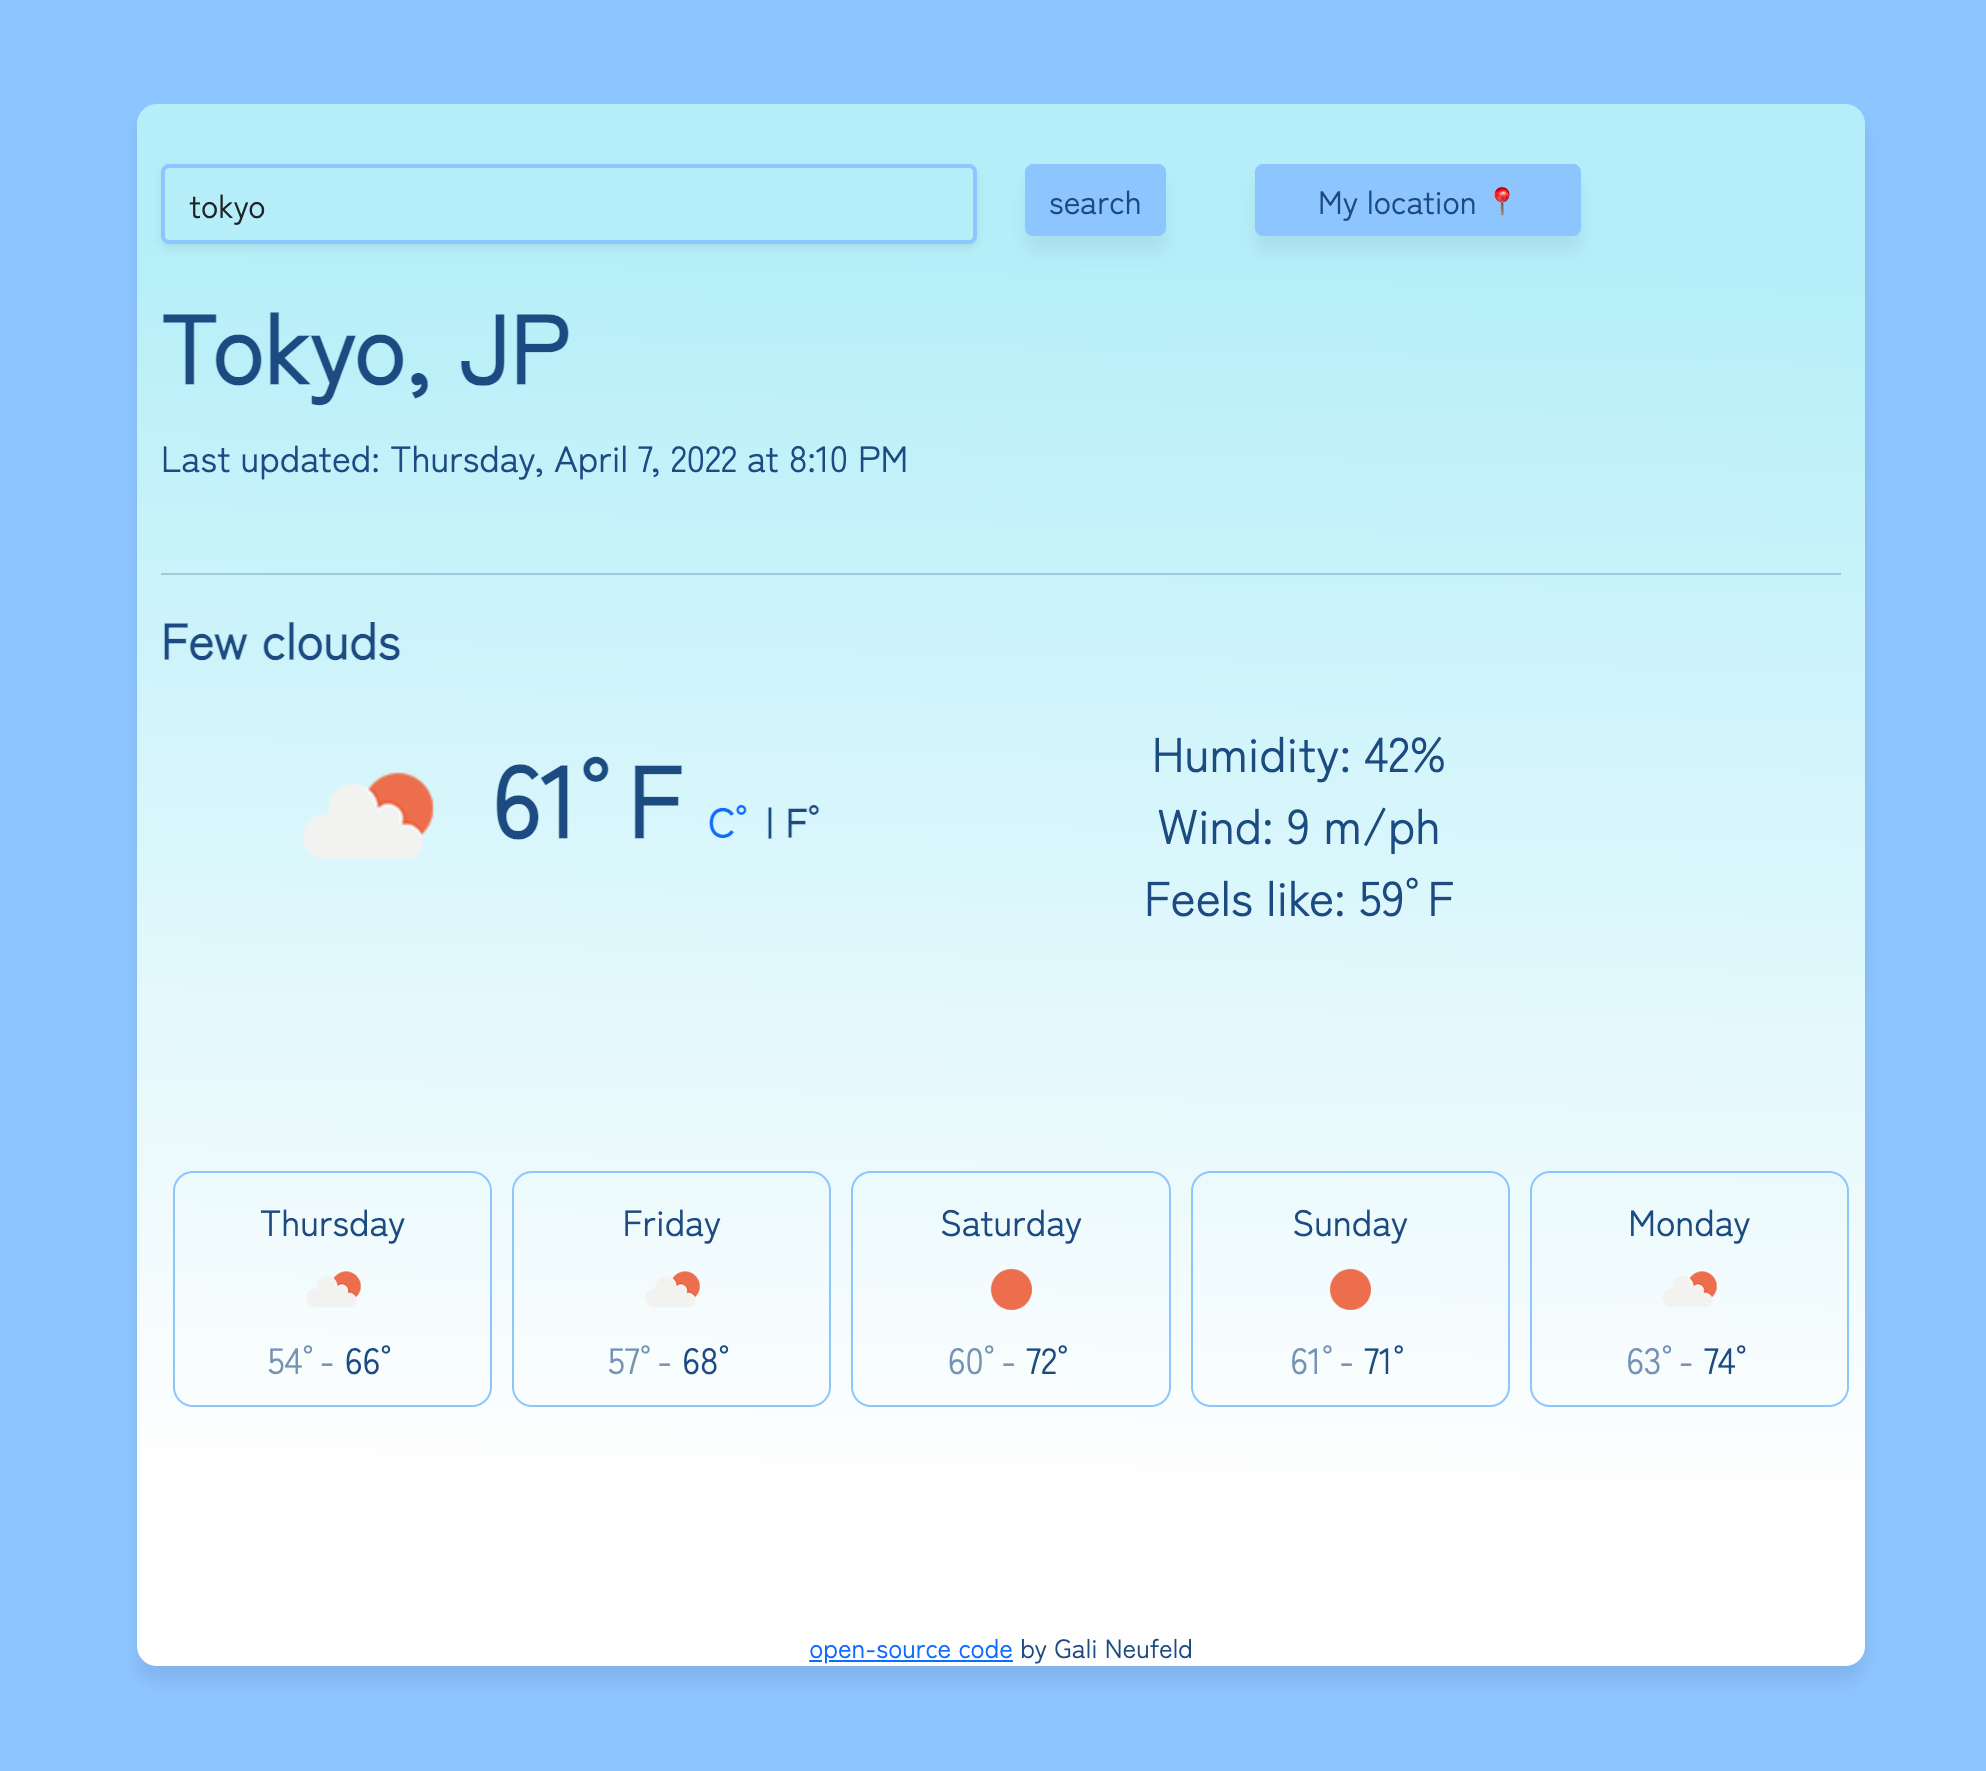 tokyo
search
My location 📍
Tokyo, JP
Last updated: Thursday, April 7, 2022 at 8:10 PM
Few clouds
61° F C° | F°
Humidity: 42%
Wind: 9 m/ph
Feels like: 59° F
Thursday
54° - 66°
Friday
57° - 68°
Saturday
60° - 72°
Sunday
61° - 71°
Monday
63° - 74°
open-source code by Gali Neufeld